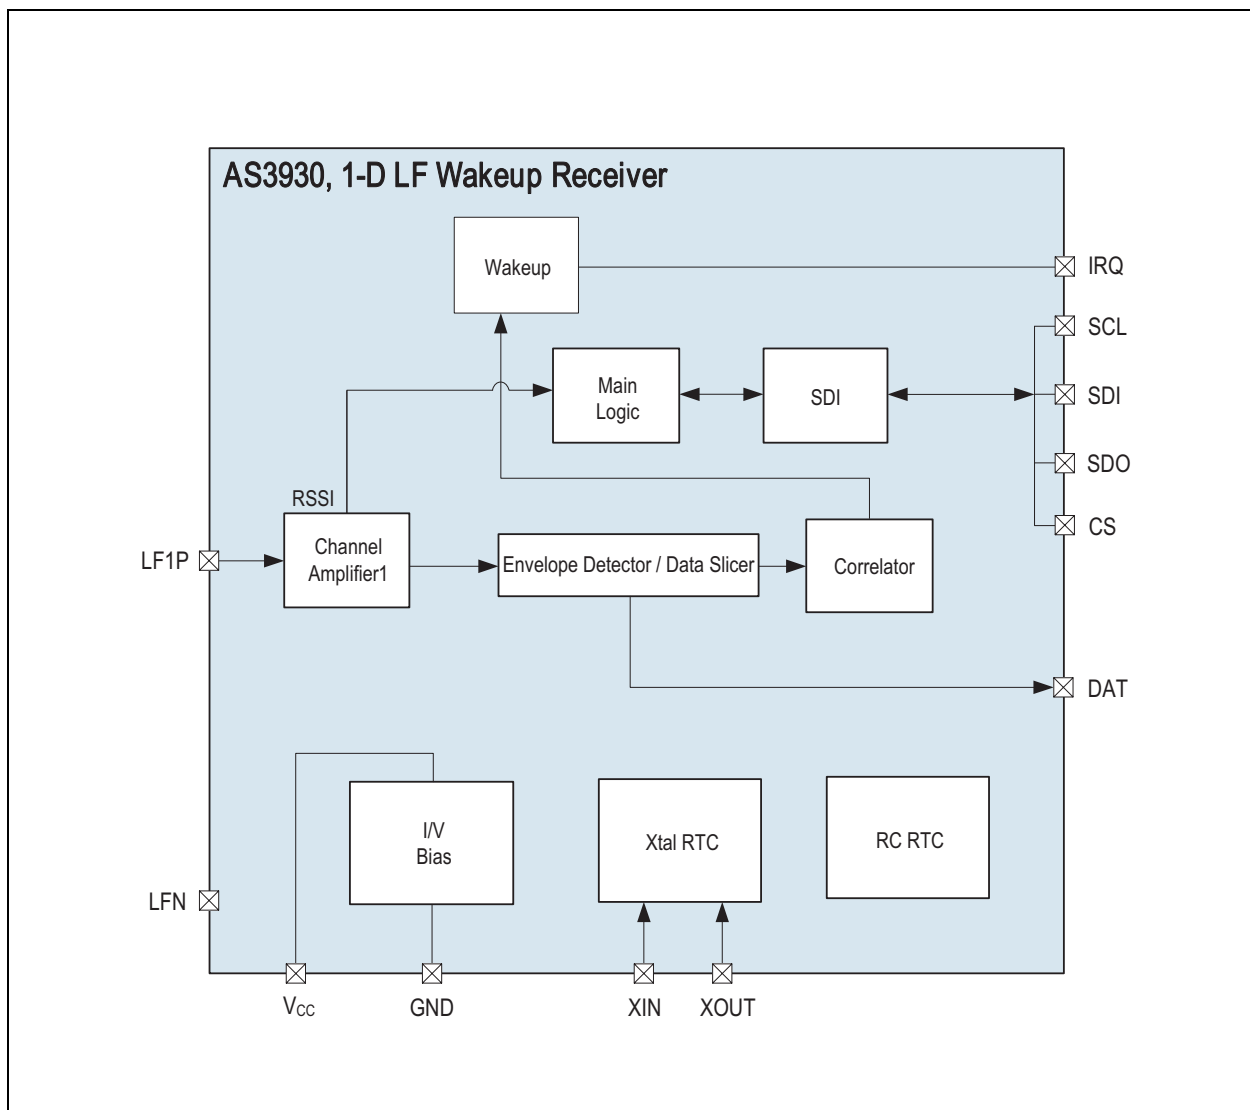 AS3930, 1-D LF Wakeup Receiver
Wakeup
IRQ
SCL
Main
Logic
SDI
SDI
SDO
RSSI
CS
LF1P
Channel
Amplifier1
Envelope Detector / Data Slicer
Correlator
DAT
I/V
Bias
Xtal RTC
RC RTC
LFN
VCC
GND
XIN
XOUT